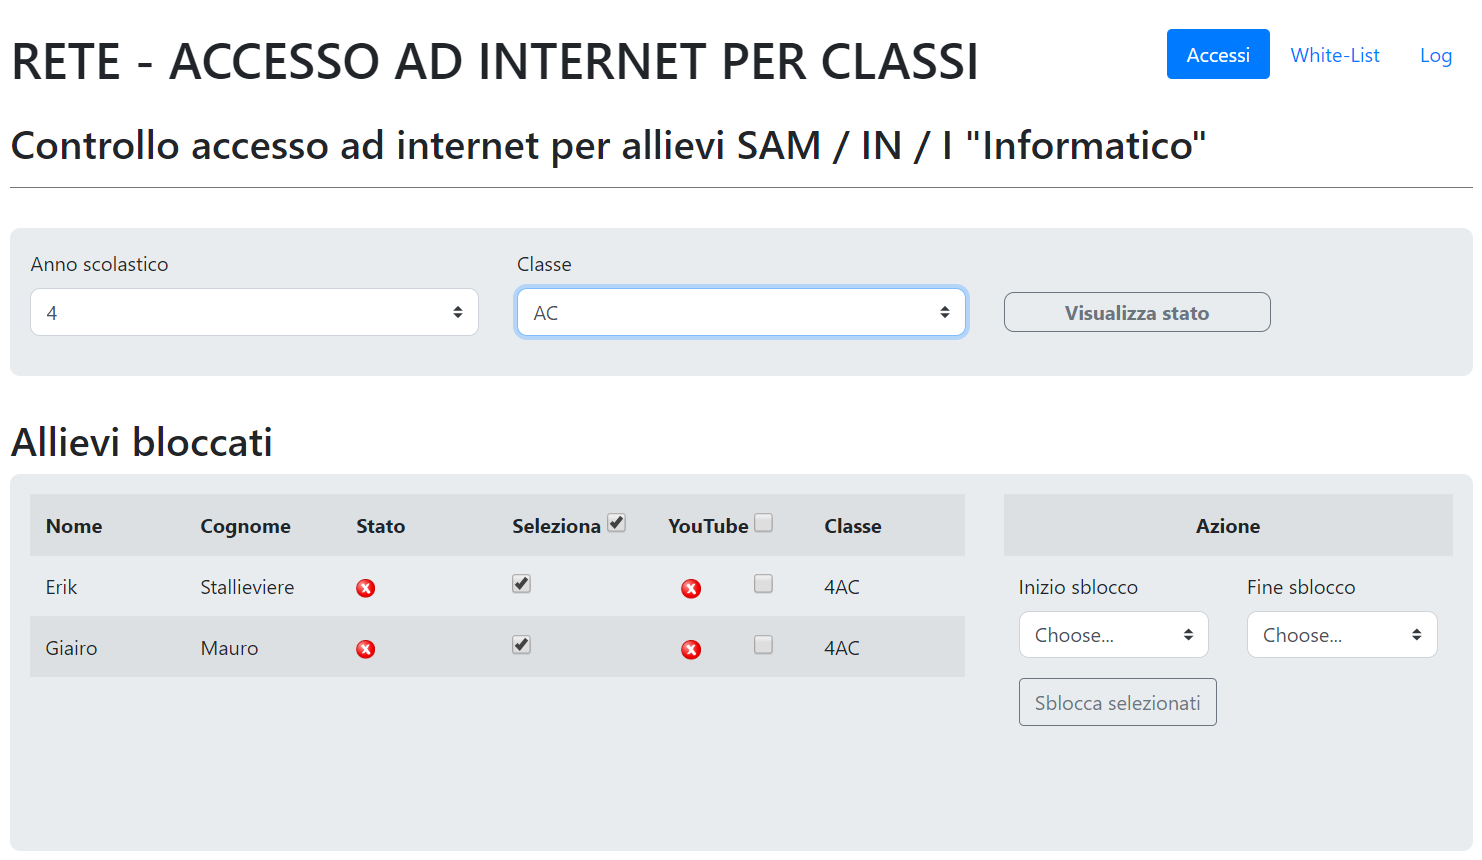 RETE - ACCESSO AD INTERNET PER CLASSI
Accessi White-List Log
Controllo accesso ad internet per allievi SAM / IN / I "Informatico"
Anno scolastico Classe
4 AC Visualizza stato
Allievi bloccati
Nome Cognome Stato Seleziona YouTube Classe Azione
Erik Stallieviere 4AC Inizio sblocco Fine sblocco
Choose... Choose...
Giairo Mauro 4AC
Sblocca selezionati